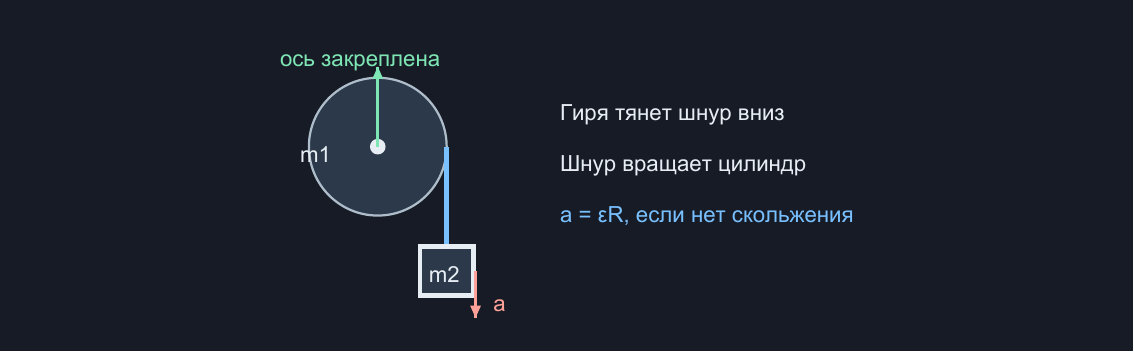 ось закреплена
m1
m2
a
Гиря тянет шнур вниз
Шнур вращает цилиндр
a = εR, если нет скольжения